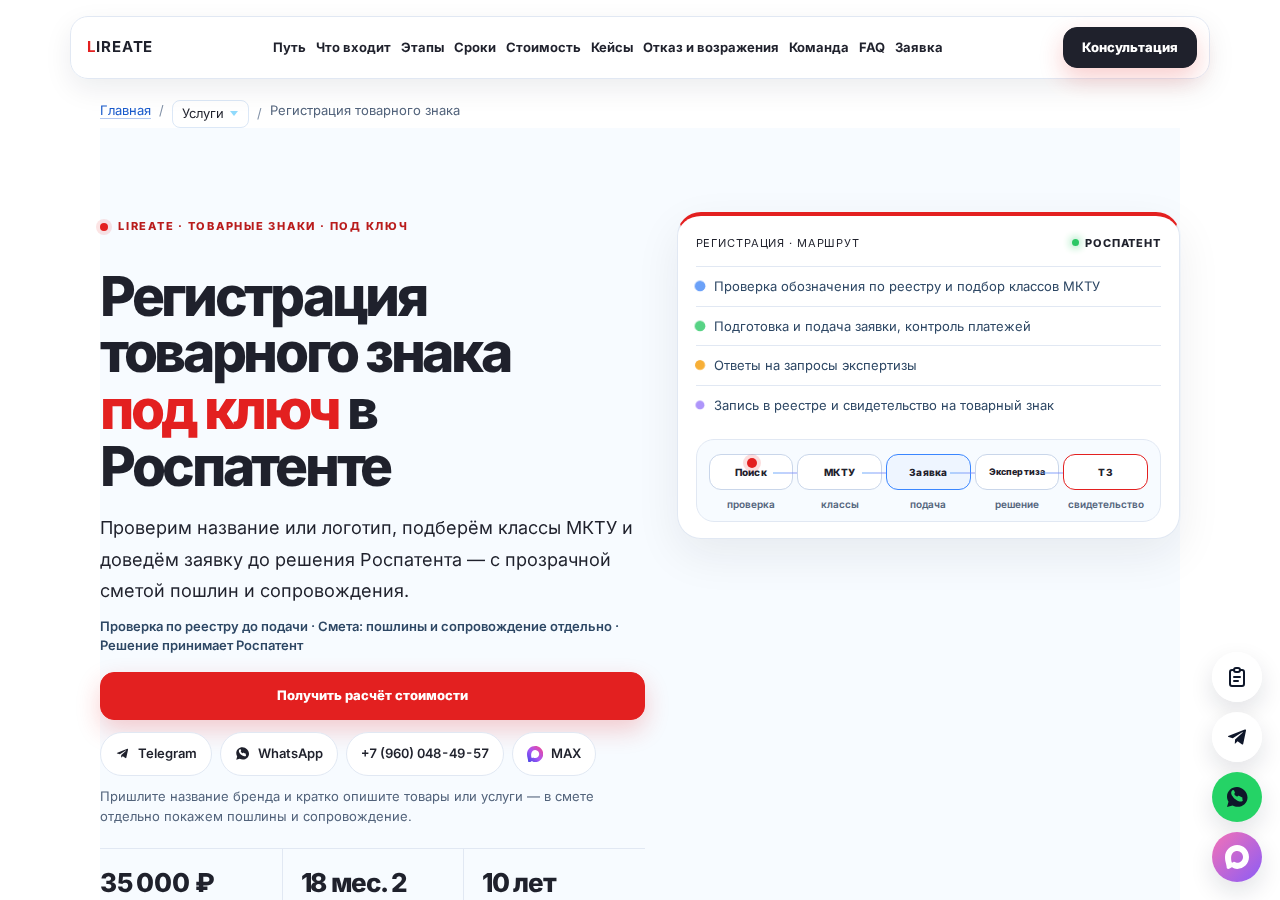 LIREATE
Путь Что входит Этапы Сроки Стоимость Кейсы Отказ и возражения Команда FAQ Заявка
Консультация
Главная / Услуги / Регистрация товарного знака
LIREATE · ТОВАРНЫЕ ЗНАКИ · ПОД КЛЮЧ
Регистрация
товарного знака
под ключ в
Роспатенте
Проверим название или логотип, подберём классы МКТУ и
доведём заявку до решения Роспатента — с прозрачной
сметой пошлин и сопровождения.
Проверка по реестру до подачи · Смета: пошлины и сопровождение отдельно ·
Решение принимает Роспатент
Получить расчёт стоимости
Telegram WhatsApp +7 (960) 048-49-57 MAX
Пришлите название бренда и кратко опишите товары или услуги — в смете
отдельно покажем пошлины и сопровождение.
35 000 ₽ 18 мес. 2 10 лет
РЕГИСТРАЦИЯ · МАРШРУТ РОСПАТЕНТ
Проверка обозначения по реестру и подбор классов МКТУ
Подготовка и подача заявки, контроль платежей
Ответы на запросы экспертизы
Запись в реестре и свидетельство на товарный знак
Поиск МКТУ Заявка Экспертиза ТЗ
проверка классы подача решение свидетельство